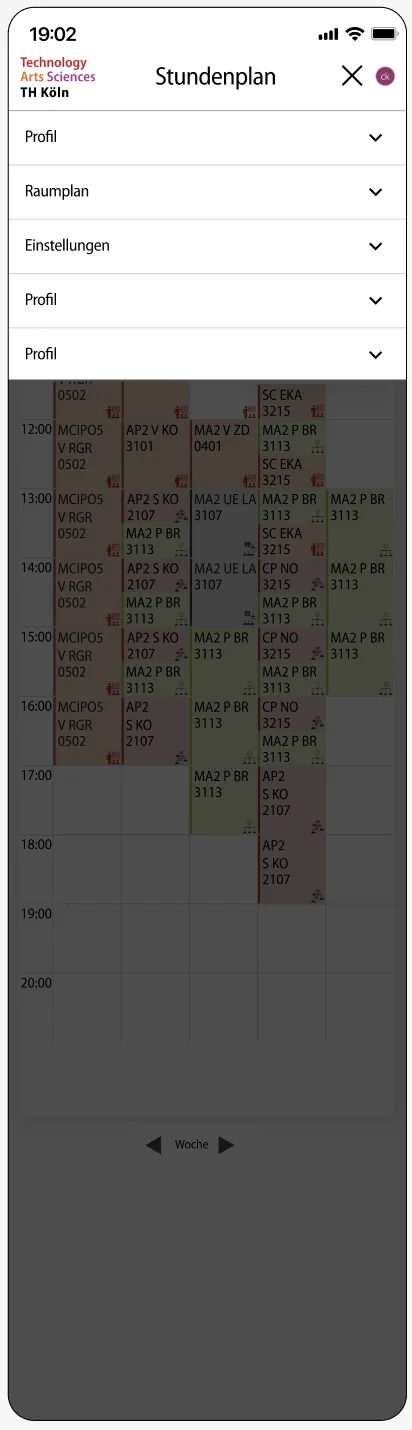 19:02
Technology
Arts Sciences
TH Köln
Stundenplan
ck
Profil
Raumplan
Einstellungen
Profil
Profil
V RGR
0502
SC EKA
3215
12:00
MCIPO5
V RGR
0502
AP2 V KO
3101
MA2 V ZD
0401
MA2 P BR
3113
SC EKA
3215
13:00
MCIPO5
V RGR
0502
AP2 S KO
2107
MA2 P BR
3113
MA2 UE LA
3107
MA2 P BR
3113
SC EKA
3215
MA2 P BR
3113
14:00
MCIPO5
V RGR
0502
AP2 S KO
2107
MA2 P BR
3113
MA2 UE LA
3107
CP NO
3215
MA2 P BR
3113
MA2 P BR
3113
15:00
MCIPO5
V RGR
0502
AP2 S KO
2107
MA2 P BR
3113
MA2 P BR
3113
CP NO
3215
MA2 P BR
3113
MA2 P BR
3113
16:00
MCIPO5
V RGR
0502
AP2
S KO
2107
MA2 P BR
3113
CP NO
3215
MA2 P BR
3113
17:00
MA2 P BR
3113
AP2
S KO
2107
18:00
AP2
S KO
2107
19:00
20:00
Woche